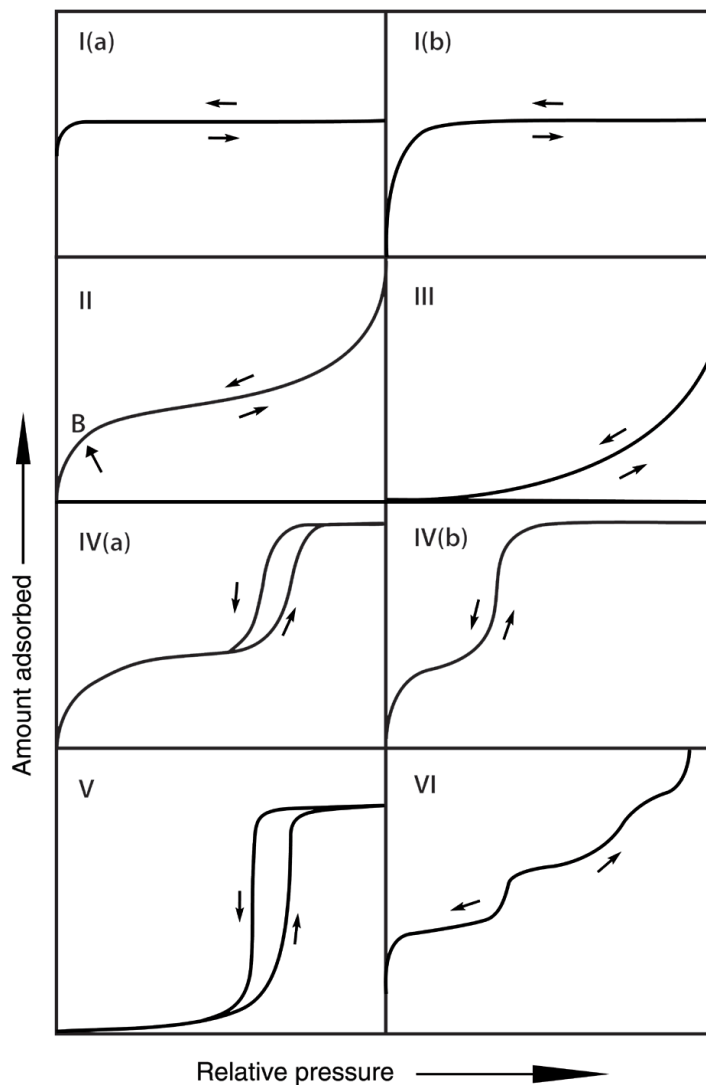 I(a)
I(b)
II
III
B
IV(a)
IV(b)
V
VI
Amount adsorbed
Relative pressure